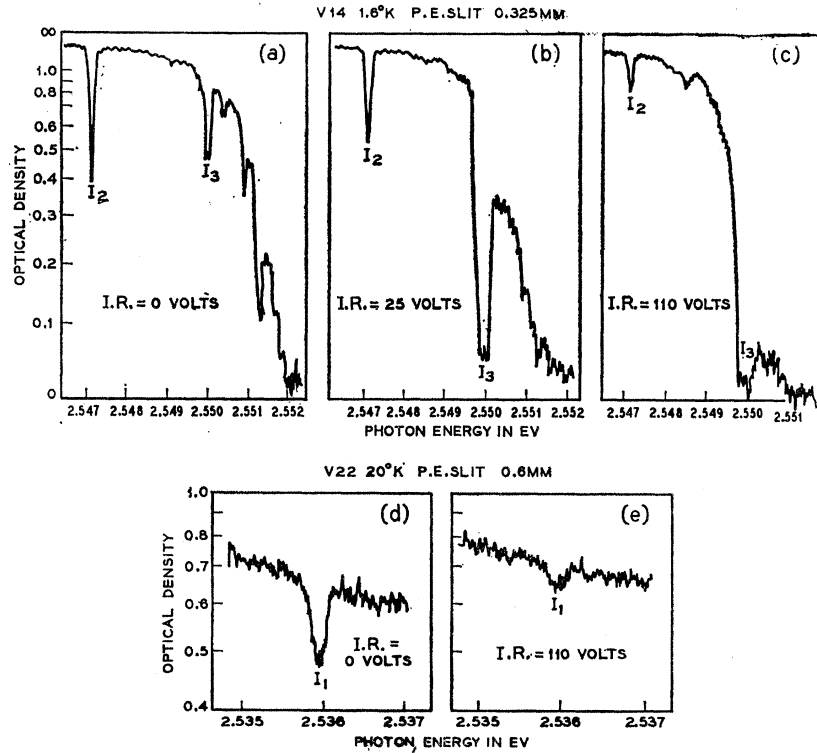 V14 1.6°K P.E.SLIT 0.325MM
(a)
(b)
(c)
∞
1.0
0.8
0.6
0.5
0.4
0.3
0.2
0.1
0
OPTICAL DENSITY
I2
I3
I.R.= 0 VOLTS
I2
I3
I.R.= 25 VOLTS
I2
I3
I.R.= 110 VOLTS
2.547 2.548 2.549 2.550 2.551 2.552
2.547 2.548 2.549 2.550 2.551 2.552
2.547 2.548 2.549 2.550 2.551
PHOTON ENERGY IN EV
PHOTON ENERGY IN EV
V22 20°K P.E.SLIT 0.6MM
(d)
(e)
1.0
0.8
0.7
0.6
0.5
0.4
OPTICAL DENSITY
I1
I.R. =
0 VOLTS
I1
I.R. = 110 VOLTS
2.535 2.536 2.537
2.535 2.536 2.537
PHOTON, ENERGY IN EV